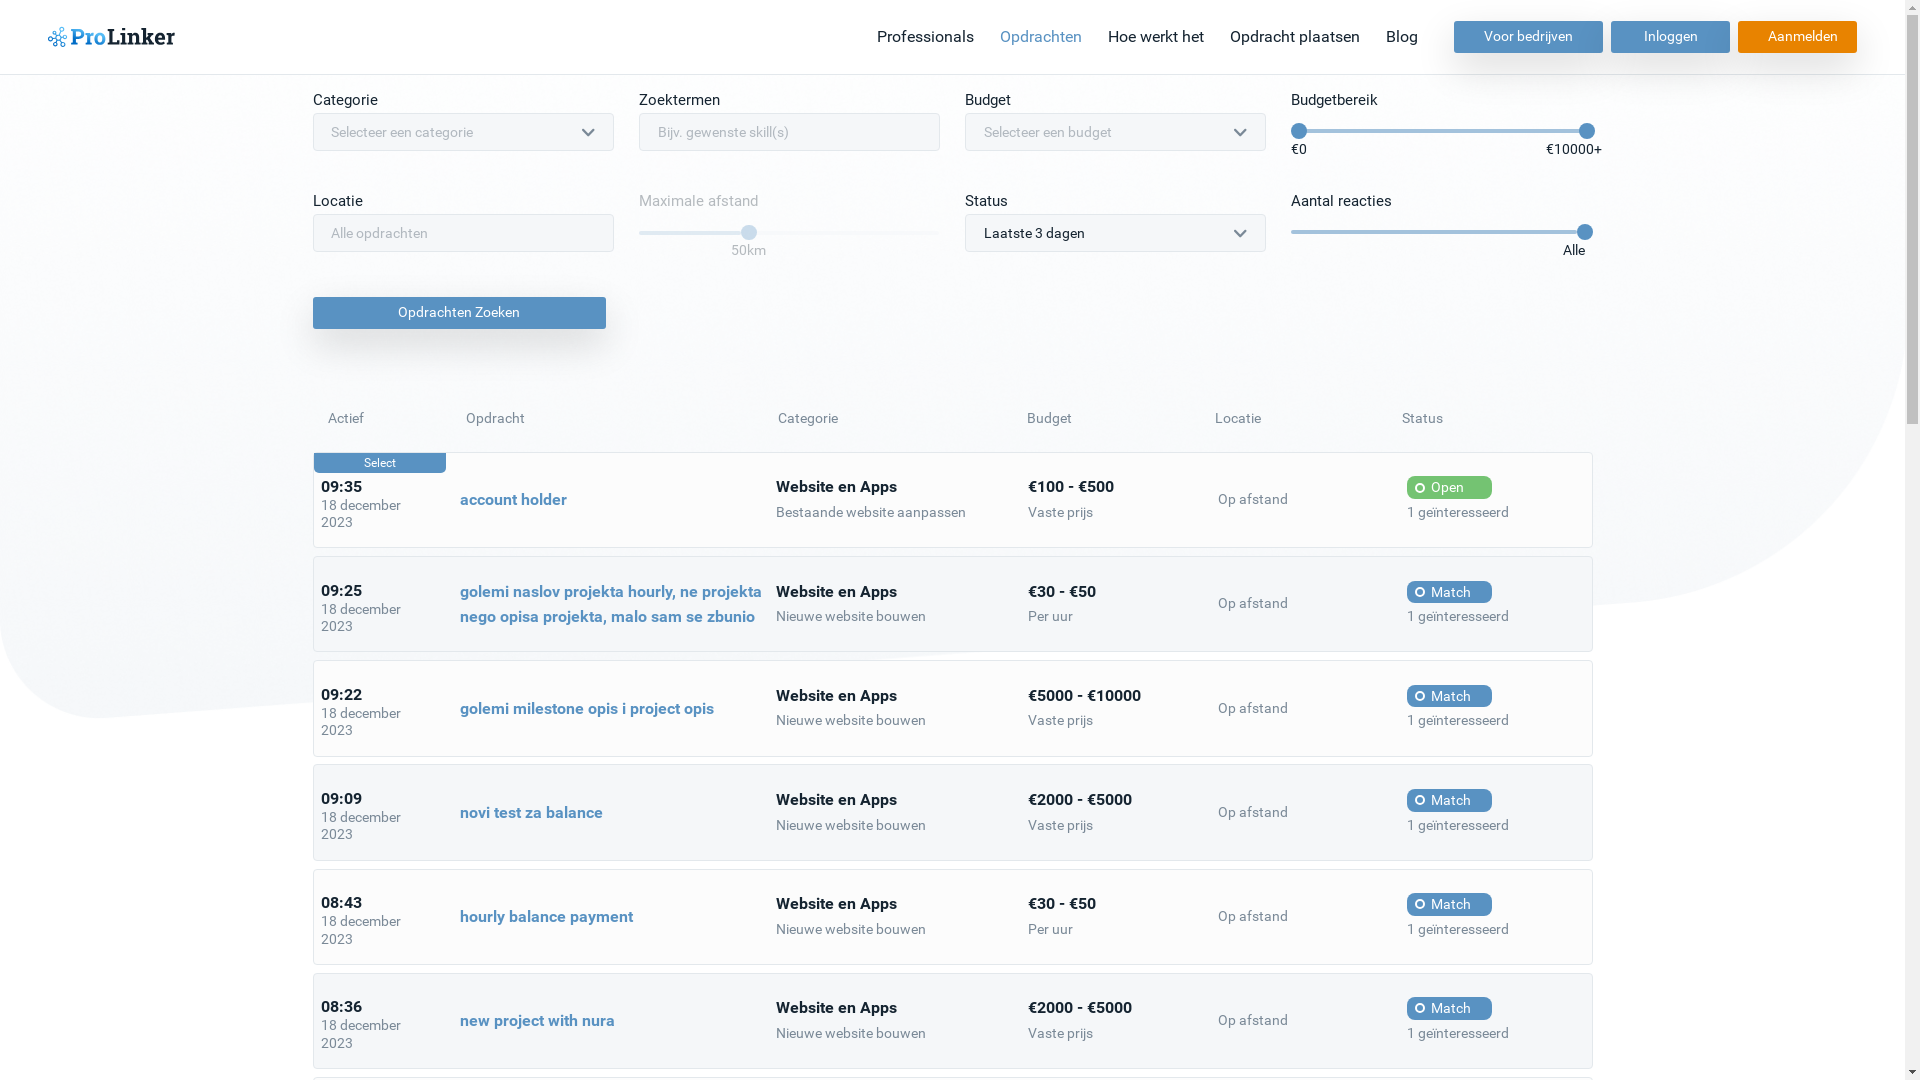 ProLinker
Professionals Opdrachten Hoe werkt het Opdracht plaatsen Blog Voor bedrijven Inloggen Aanmelden
Categorie Zoektermen Budget Budgetbereik
Selecteer een categorie Bijv. gewenste skill(s) Selecteer een budget
€0 €10000+
Locatie Maximale afstand Status Aantal reacties
Alle opdrachten Laatste 3 dagen
50km Alle
Opdrachten Zoeken
Actief Opdracht Categorie Budget Locatie Status
Select
09:35
18 december
2023
account holder
Website en Apps
Bestaande website aanpassen
€100 - €500
Vaste prijs
Op afstand
Open
1 geïnteresseerd
09:25
18 december
2023
golemi naslov projekta hourly, ne projekta
nego opisa projekta, malo sam se zbunio
Website en Apps
Nieuwe website bouwen
€30 - €50
Per uur
Op afstand
Match
1 geïnteresseerd
09:22
18 december
2023
golemi milestone opis i project opis
Website en Apps
Nieuwe website bouwen
€5000 - €10000
Vaste prijs
Op afstand
Match
1 geïnteresseerd
09:09
18 december
2023
novi test za balance
Website en Apps
Nieuwe website bouwen
€2000 - €5000
Vaste prijs
Op afstand
Match
1 geïnteresseerd
08:43
18 december
2023
hourly balance payment
Website en Apps
Nieuwe website bouwen
€30 - €50
Per uur
Op afstand
Match
1 geïnteresseerd
08:36
18 december
2023
new project with nura
Website en Apps
Nieuwe website bouwen
€2000 - €5000
Vaste prijs
Op afstand
Match
1 geïnteresseerd